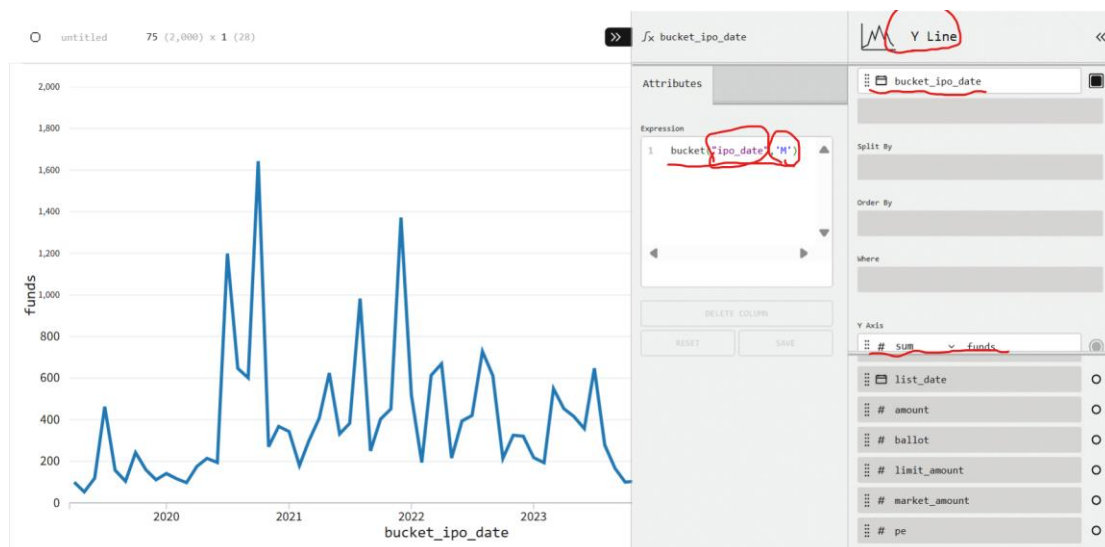 untitled 75 (2,000) x 1 (28)
2,000
1,800
1,600
1,400
1,200
1,000
800
600
400
200
0
funds
2020 2021 2022 2023
bucket_ipo_date
bucket_ipo_date
Attributes
Expression
1 bucket("ipo_date",'M')
DELETE COLUMN
RESET SAVE
Y Line
bucket_ipo_date
Split By
Order By
Where
Y Axis
# sum funds
list_date
# amount
# ballot
# limit_amount
# market_amount
# pe